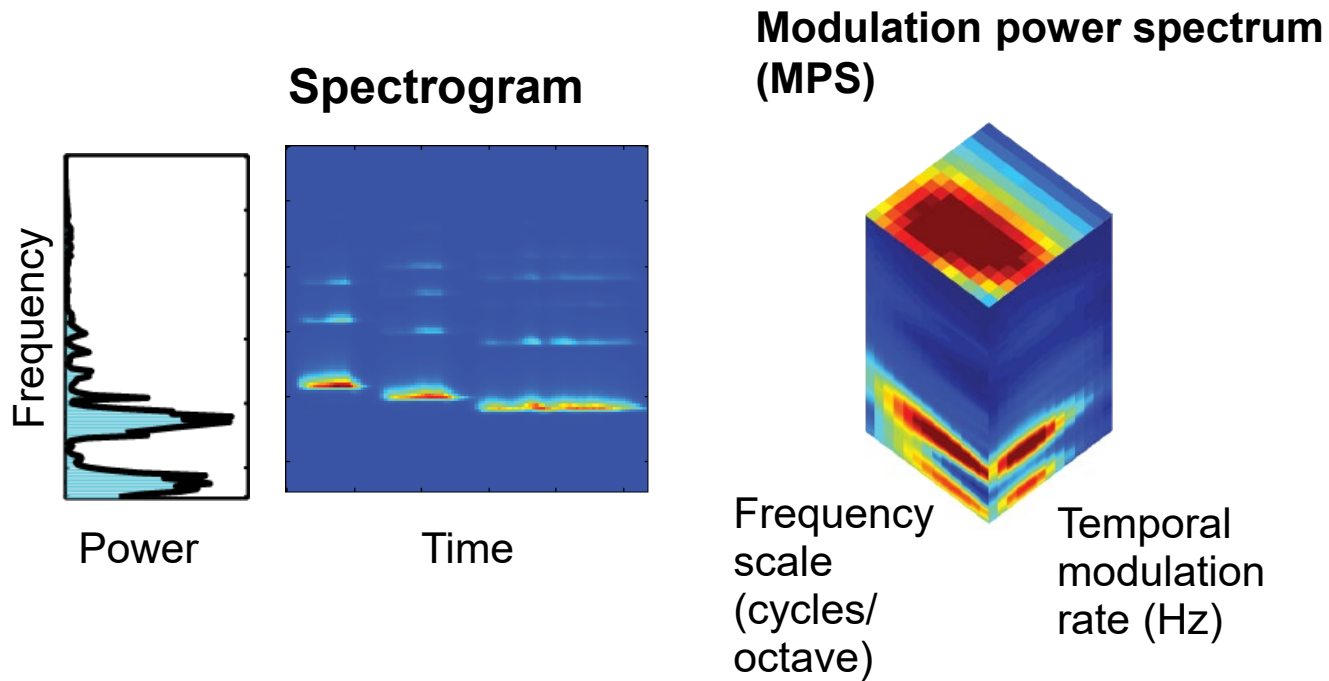 Modulation power spectrum
(MPS)
Spectrogram
Frequency
Power
Time
Frequency
scale
(cycles/
octave)
Temporal
modulation
rate (Hz)